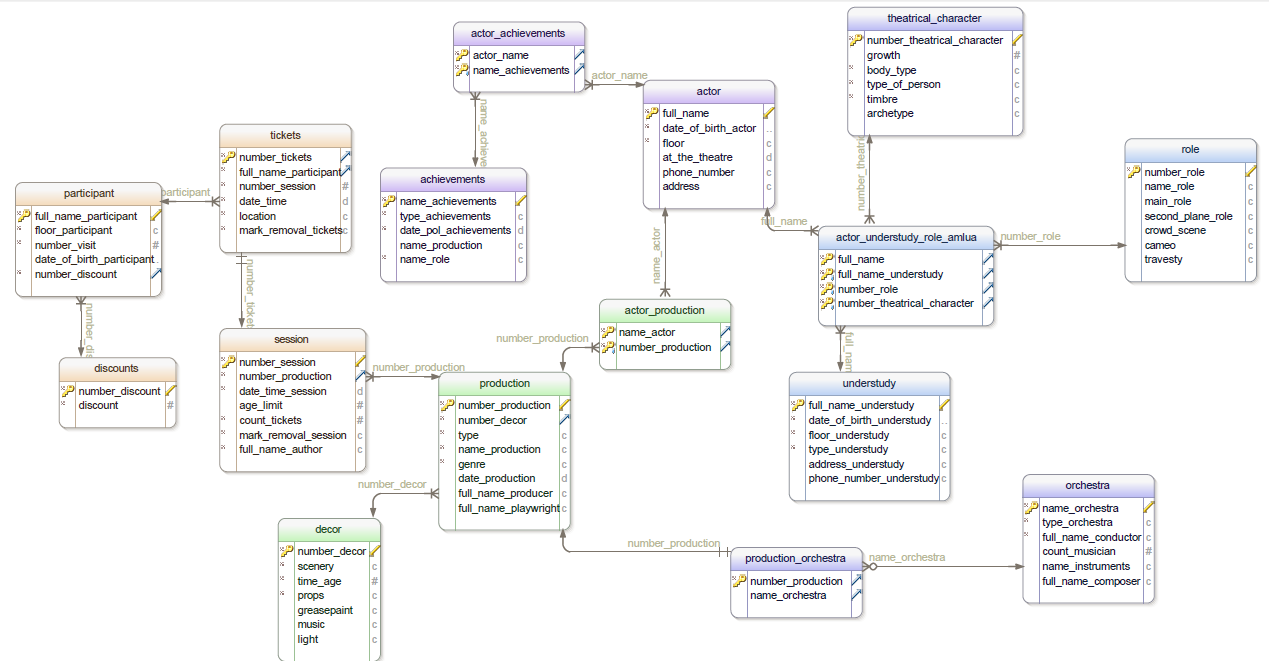 theatrical_character
number_theatrical_character
growth #
body_type c
type_of_person c
timbre c
archetype c
actor_achievements
actor_name
name_achievements
actor_name
name_achieve
actor
full_name
date_of_birth_actor ..
floor c
at_the_theatre d
phone_number c
address c
number_theatri
tickets
number_tickets
full_name_participant
number_session #
date_time d
location c
mark_removal_tickets c
participant
participant
full_name_participant
floor_participant c
number_visit #
date_of_birth_participant .
number_discount
achievements
name_achievements
type_achievements c
date_pol_achievements d
name_production c
name_role c
role
number_role
name_role c
main_role c
second_plane_role c
crowd_scene c
cameo c
travesty c
full_name
name_actor
actor_understudy_role_amlua
full_name
full_name_understudy
number_role
number_theatrical_character
number_role
number_ticket
number_dis
actor_production
name_actor
number_production
number_production
full_nam
session
number_session
number_production
date_time_session d
age_limit #
count_tickets #
mark_removal_session c
full_name_author c
number_production
discounts
number_discount
discount #
production
number_production
number_decor
type c
name_production c
genre c
date_production d
full_name_producer c
full_name_playwright c
understudy
full_name_understudy
date_of_birth_understudy ..
floor_understudy c
type_understudy c
address_understudy c
phone_number_understudy c
number_decor
decor
number_decor
scenery c
time_age #
props c
greasepaint c
music c
light c
number_production
production_orchestra
number_production
name_orchestra
name_orchestra
orchestra
name_orchestra
type_orchestra c
full_name_conductor c
count_musician #
name_instruments c
full_name_composer c